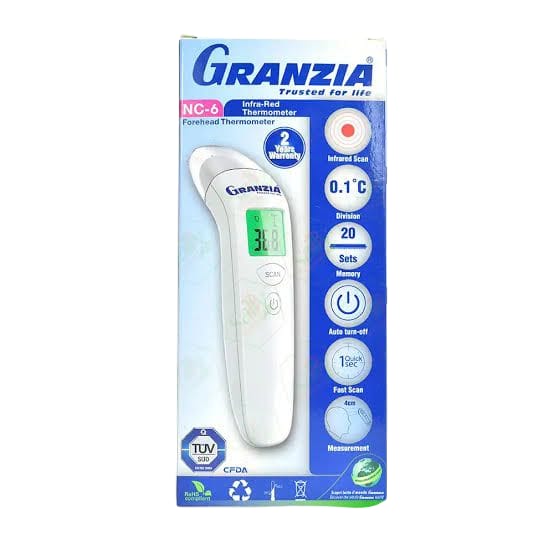 GRANZIA®
Trusted for life
NC-6
Infra-Red
Thermometer
Forehead Thermometer
2
Years
Warrenty
Infrared Scan
GRANZIA
0.1°C
Division
36.8
20
Sets
Memory
SCAN
Auto turn-off
1 Quick
sec
Fast Scan
4cm
Measurement
TÜV
SÜD
CFDA
RoHS
compliant